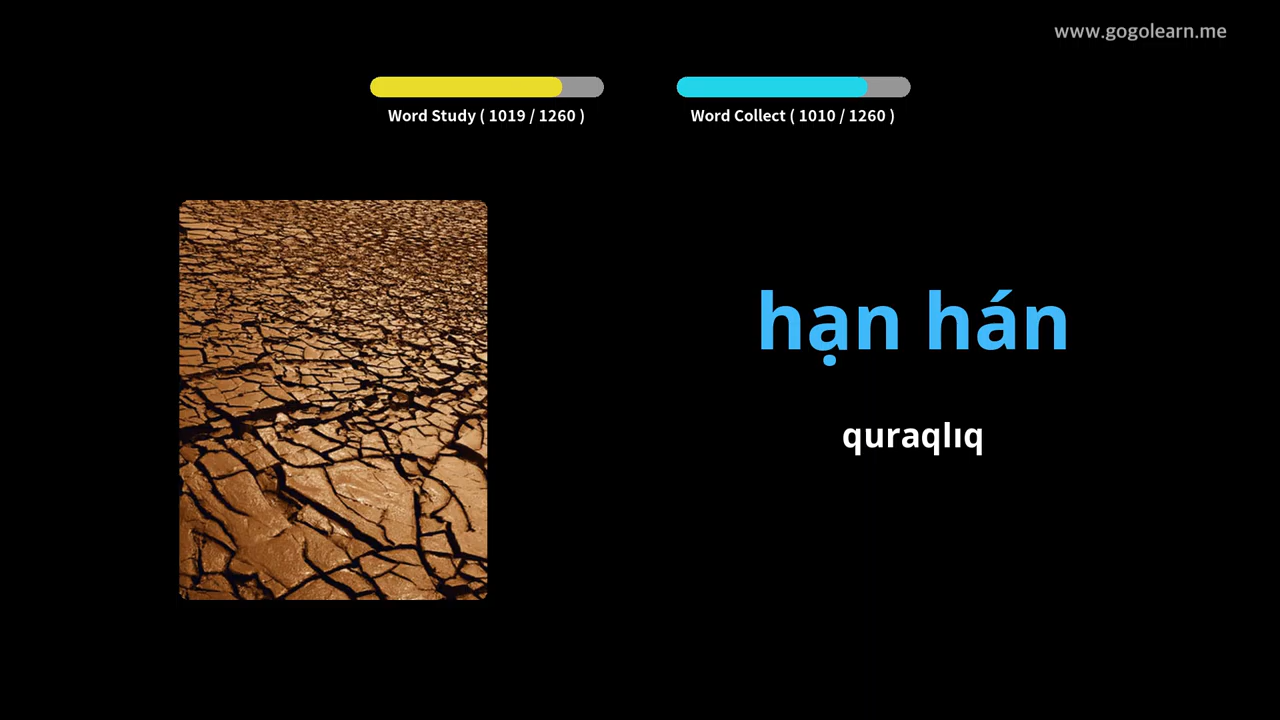 www.gogolearn.me
Word Study ( 1019 / 1260 )
Word Collect ( 1010 / 1260 )
hạn hán
quraqlıq